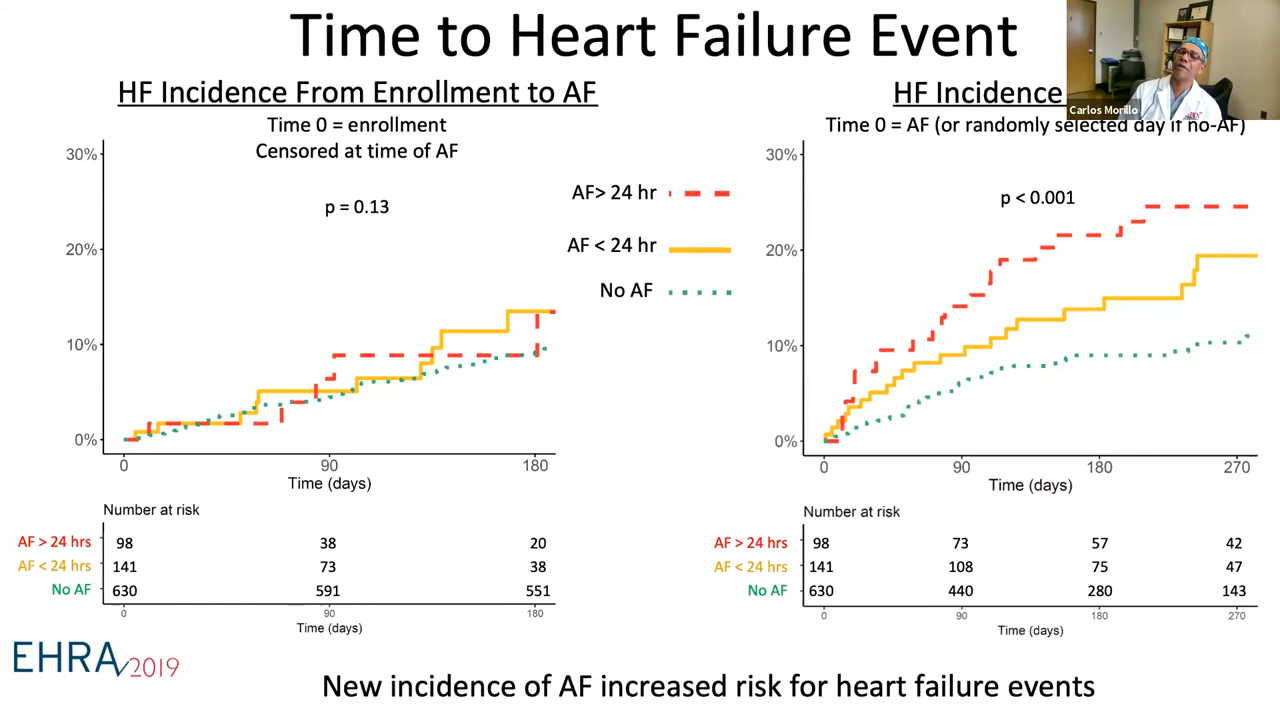 Time to Heart Failure Event
HF Incidence From Enrollment to AF
Time 0 = enrollment
Censored at time of AF
30%
20%
10%
0%
p = 0.13
0 90 180
Time (days)
AF> 24 hr
AF < 24 hr
No AF
HF Incidence
Time 0 = AF (or randomly selected day if no-AF)
30%
20%
10%
0%
p < 0.001
0 90 180 270
Time (days)
Carlos Morillo
Number at risk
AF > 24 hrs 98 38 20
AF < 24 hrs 141 73 38
No AF 630 591 551
0 90 180
Time (days)
Number at risk
AF > 24 hrs 98 73 57 42
AF < 24 hrs 141 108 75 47
No AF 630 440 280 143
0 90 180 270
Time (days)
EHRA 2019
New incidence of AF increased risk for heart failure events